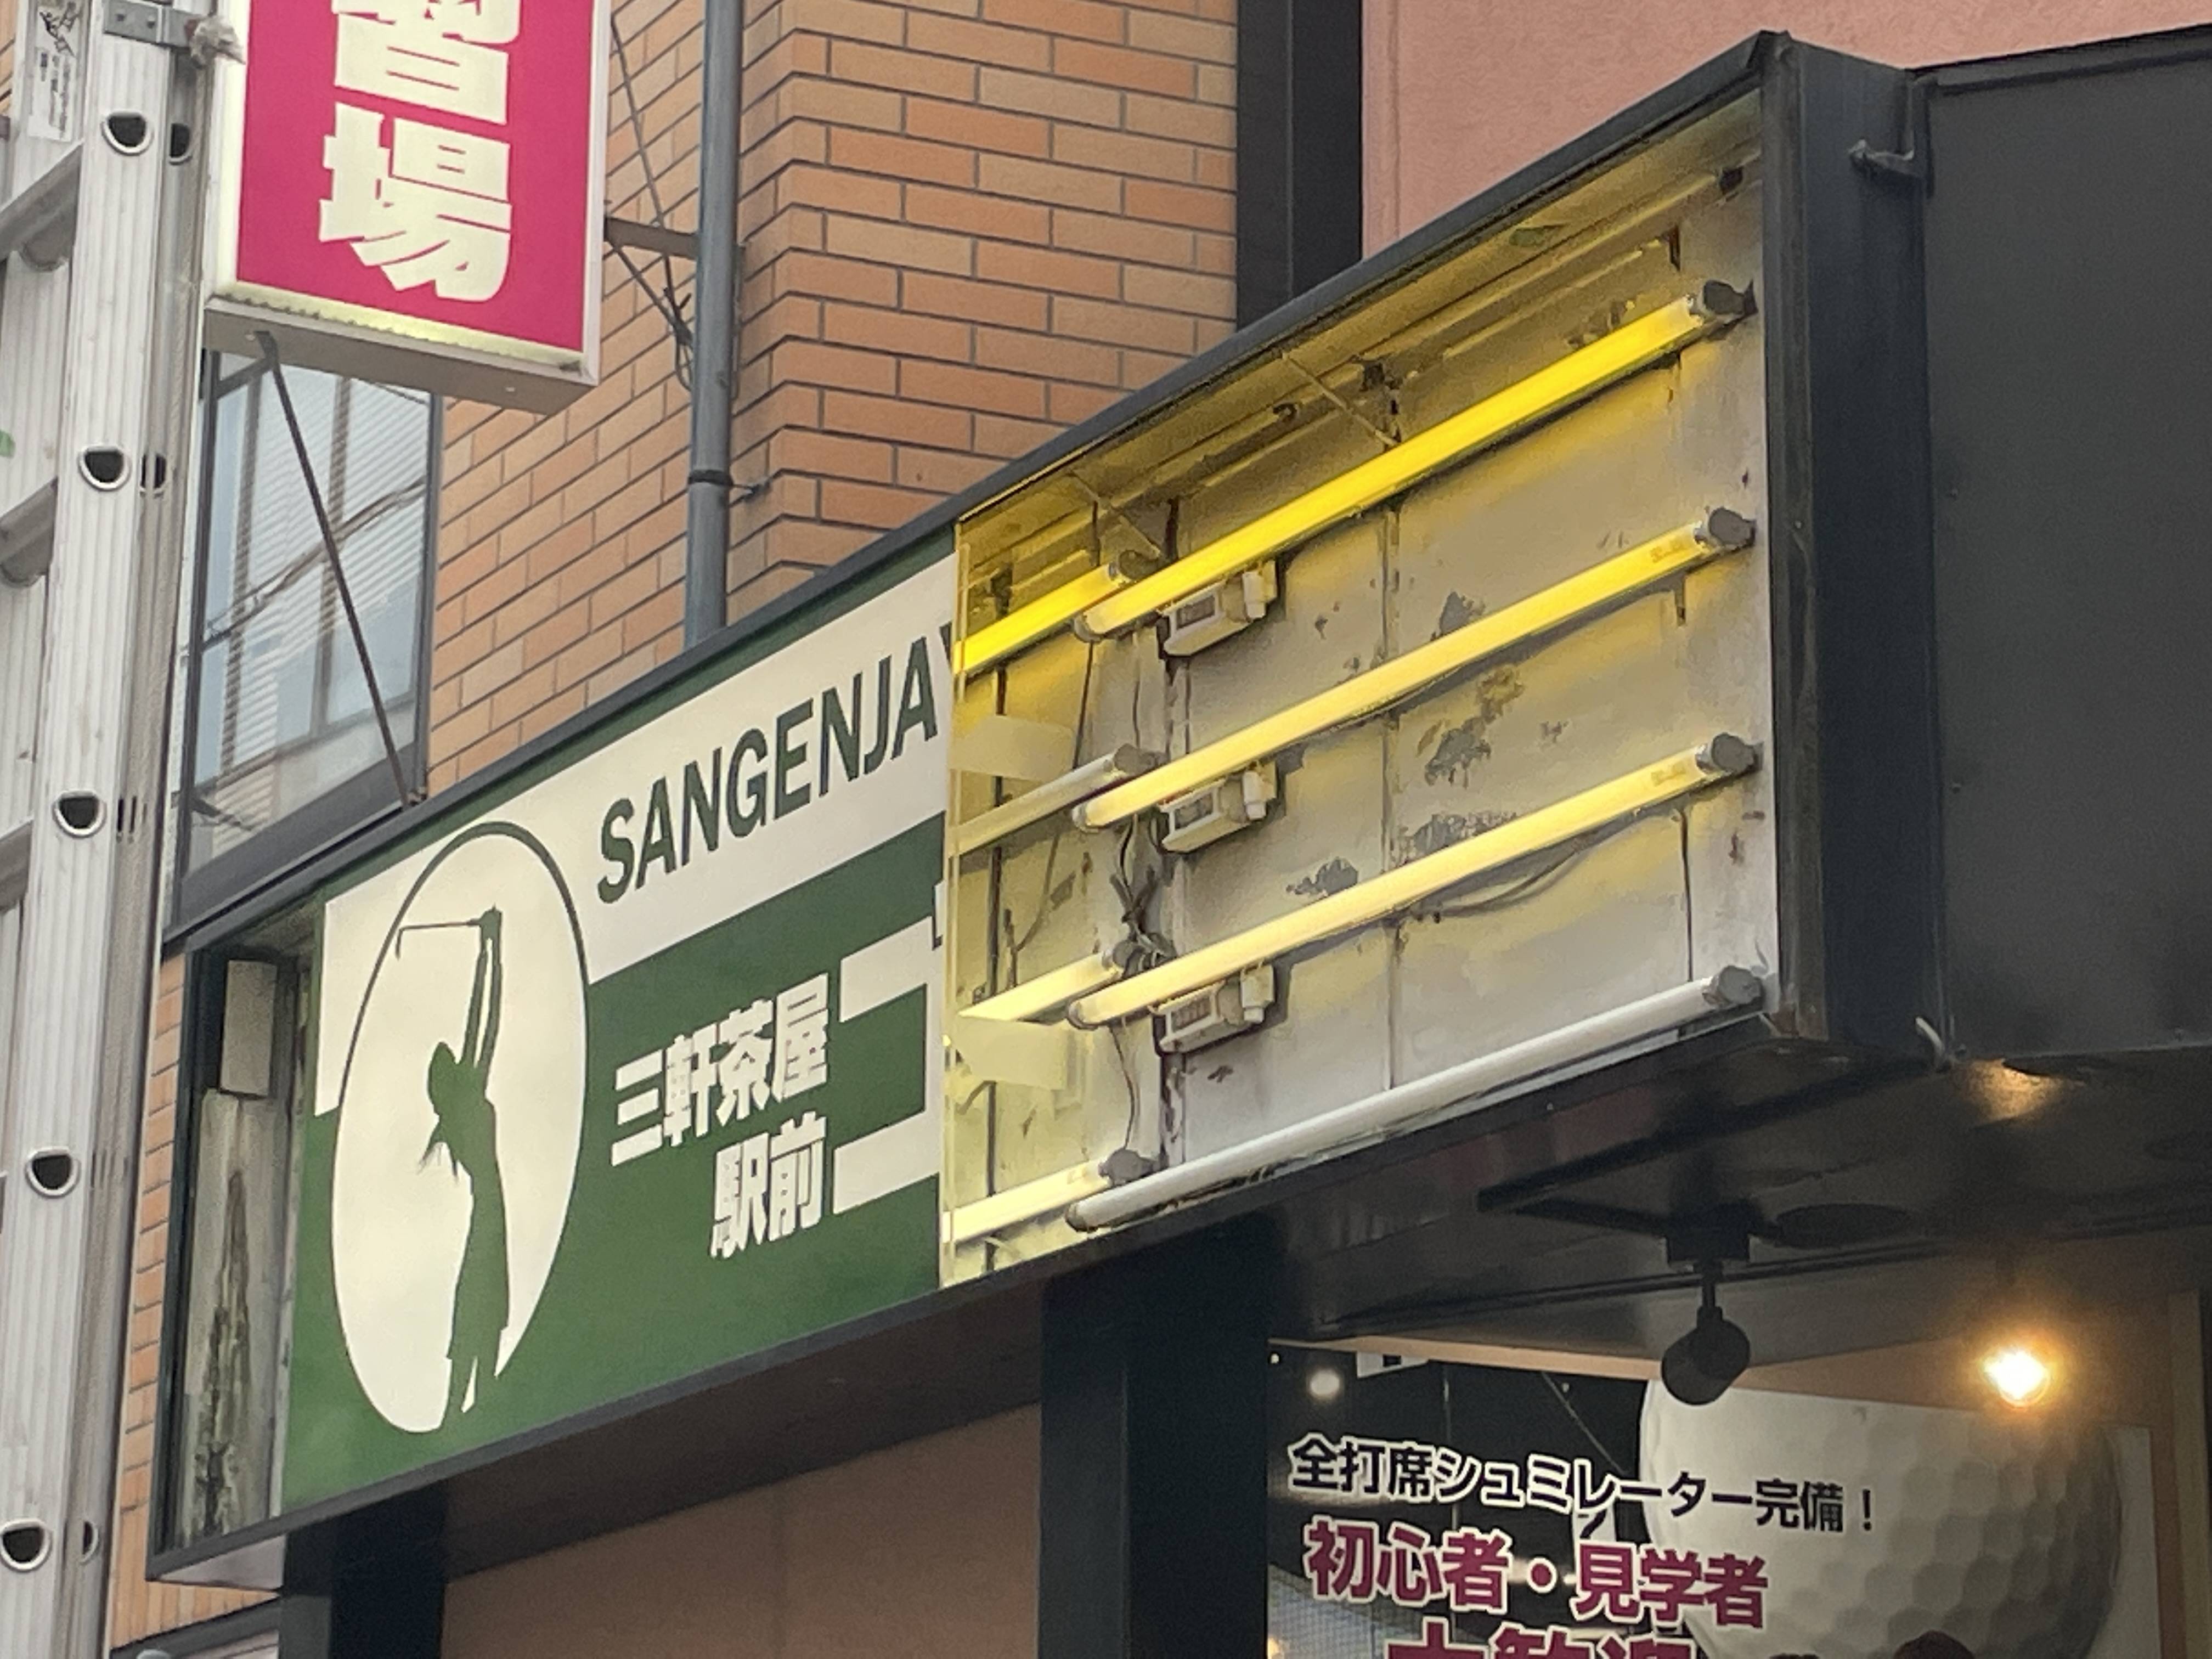 習場
SANGENJA
三軒茶屋
駅前
全打席シュミレーター完備！
初心者・見学者